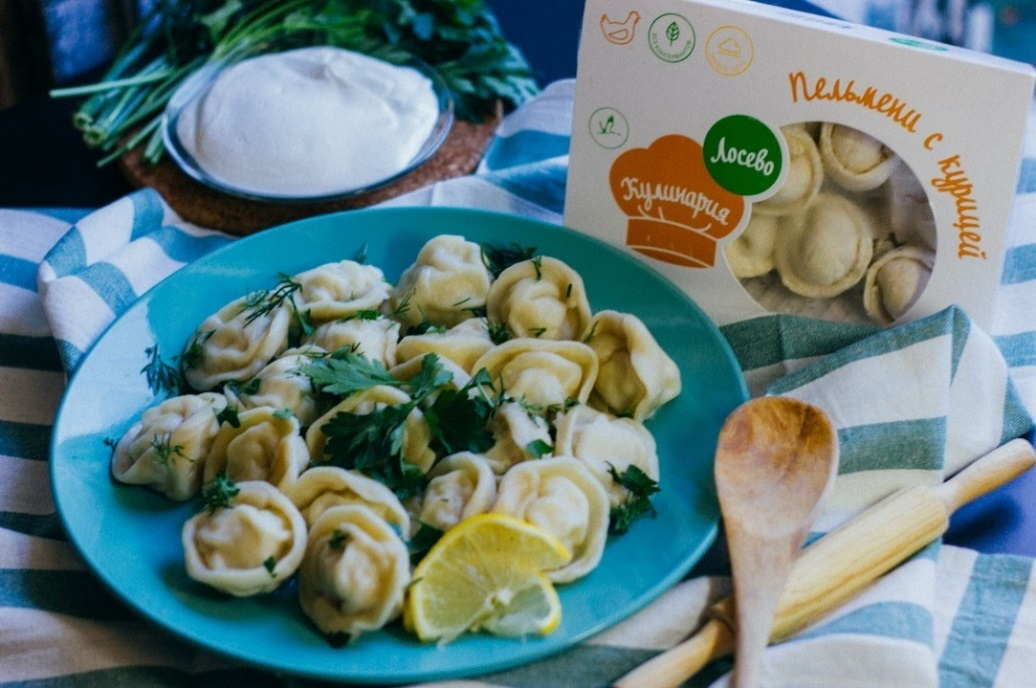 Пельмени с курицей
Лосево
Кулинария